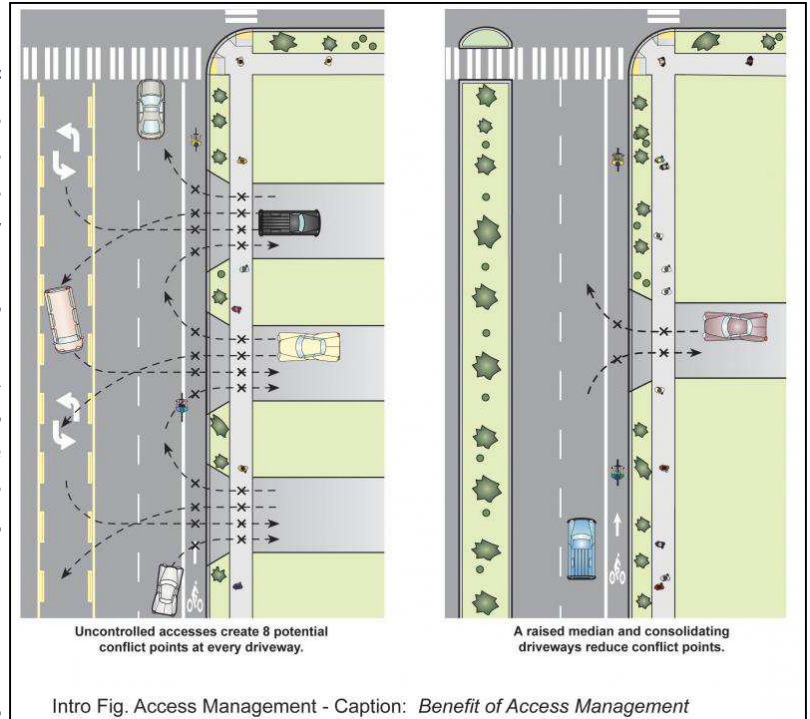 Uncontrolled accesses create 8 potential
conflict points at every driveway.
A raised median and consolidating
driveways reduce conflict points.
Intro Fig. Access Management - Caption: Benefit of Access Management